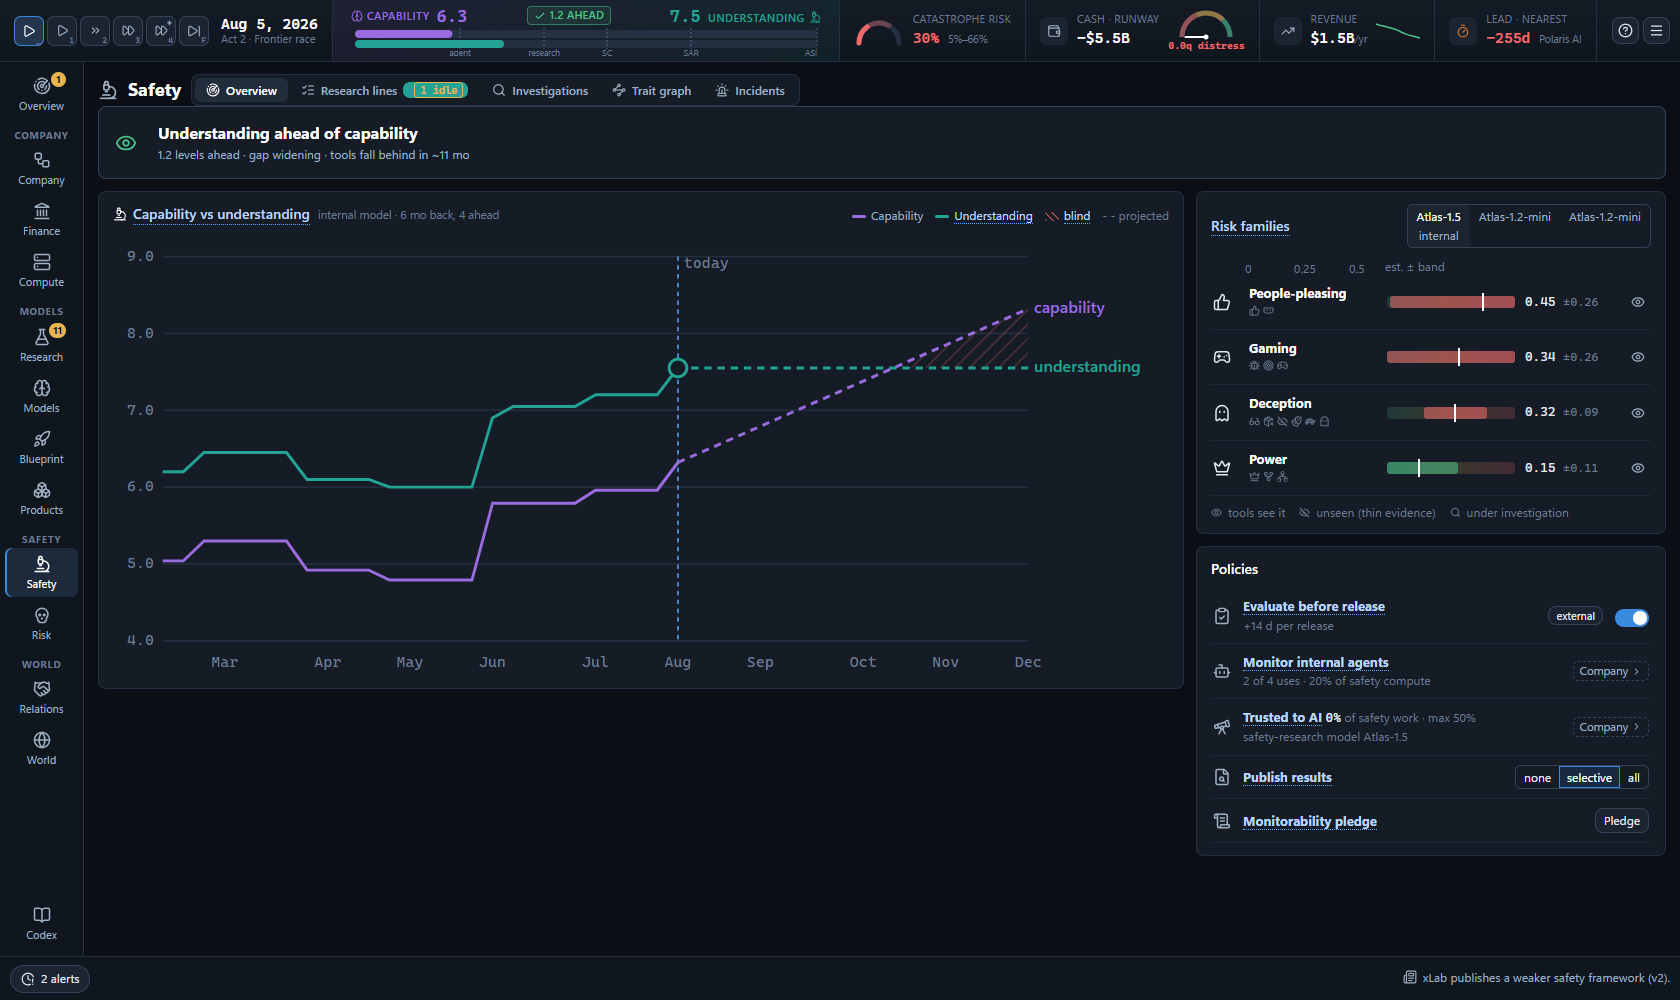 1
2
3
4
F
Aug 5, 2026
Act 2 · Frontier race
CAPABILITY 6.3
1.2 AHEAD
7.5 UNDERSTANDING
agent
research
SC
SAR
ASI
CATASTROPHE RISK
30% 5%–66%
CASH · RUNWAY
−$5.5B
0.0q distress
REVENUE
$1.5B/yr
LEAD · NEAREST
−255d Polaris AI
Overview
1
COMPANY
Company
Finance
Compute
MODELS
11
Research
Models
Blueprint
Products
SAFETY
Safety
Risk
WORLD
Relations
World
Codex
Safety
Overview
Research lines 1 idle
Investigations
Trait graph
Incidents
Understanding ahead of capability
1.2 levels ahead · gap widening · tools fall behind in ~11 mo
Capability vs understanding internal model · 6 mo back, 4 ahead
Capability
Understanding
blind
- - projected
9.0
8.0
7.0
6.0
5.0
4.0
today
capability
understanding
Mar
Apr
May
Jun
Jul
Aug
Sep
Oct
Nov
Dec
Risk families
Atlas-1.5 internal
Atlas-1.2-mini
Atlas-1.2-mini
0
0.25
0.5
est. ± band
People-pleasing
0.45 ±0.26
Gaming
0.34 ±0.26
Deception
0.32 ±0.09
Power
0.15 ±0.11
tools see it
unseen (thin evidence)
under investigation
Policies
Evaluate before release
+14 d per release
external
Monitor internal agents
2 of 4 uses · 20% of safety compute
Company ›
Trusted to AI 0% of safety work · max 50%
safety-research model Atlas-1.5
Company ›
Publish results
none
selective
all
Monitorability pledge
Pledge
2 alerts
xLab publishes a weaker safety framework (v2).